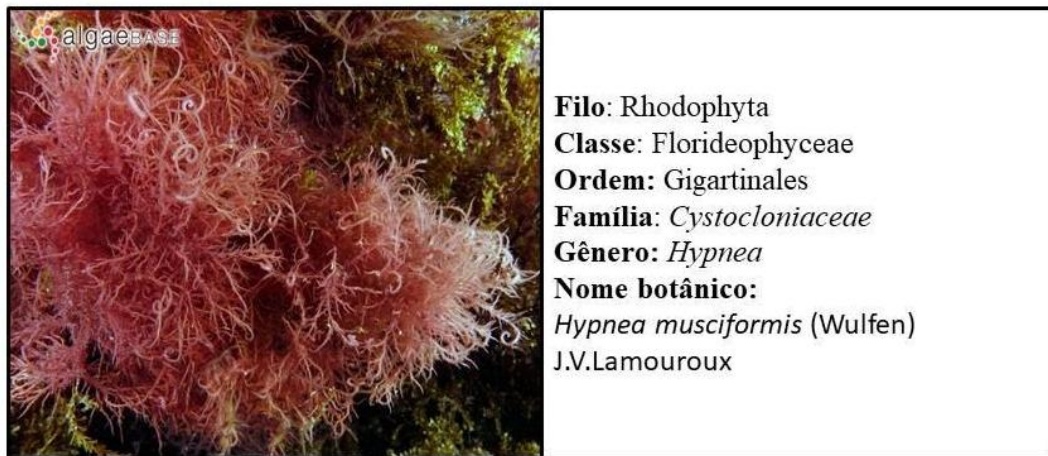 algaeBASE
Filo: Rhodophyta
Classe: Florideophyceae
Ordem: Gigartinales
Família: Cystocloniaceae
Gênero: Hypnea
Nome botânico:
Hypnea musciformis (Wulfen)
J.V.Lamouroux